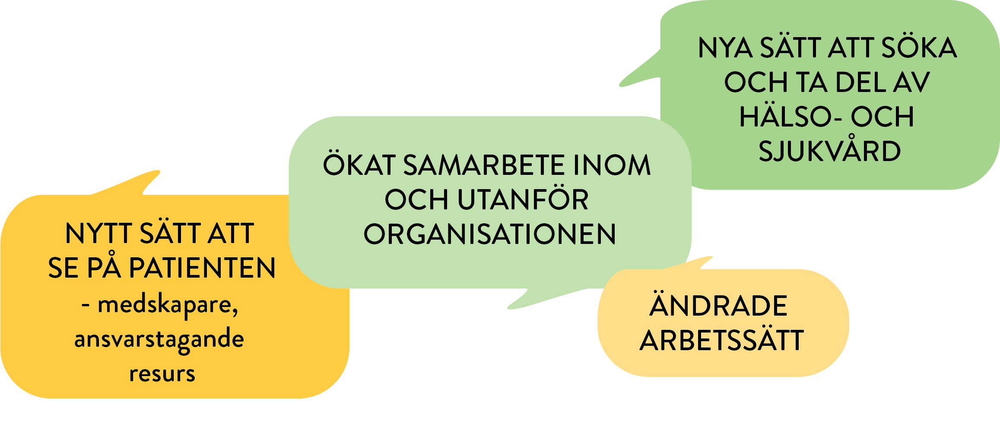 NYTT SÄTT ATT
SE PÅ PATIENTEN
- medskapare,
ansvarstagande
resurs
ÖKAT SAMARBETE INOM
OCH UTANFÖR
ORGANISATIONEN
NYA SÄTT ATT SÖKA
OCH TA DEL AV
HÄLSO- OCH
SJUKVÅRD
ÄNDRADE
ARBETSSÄTT